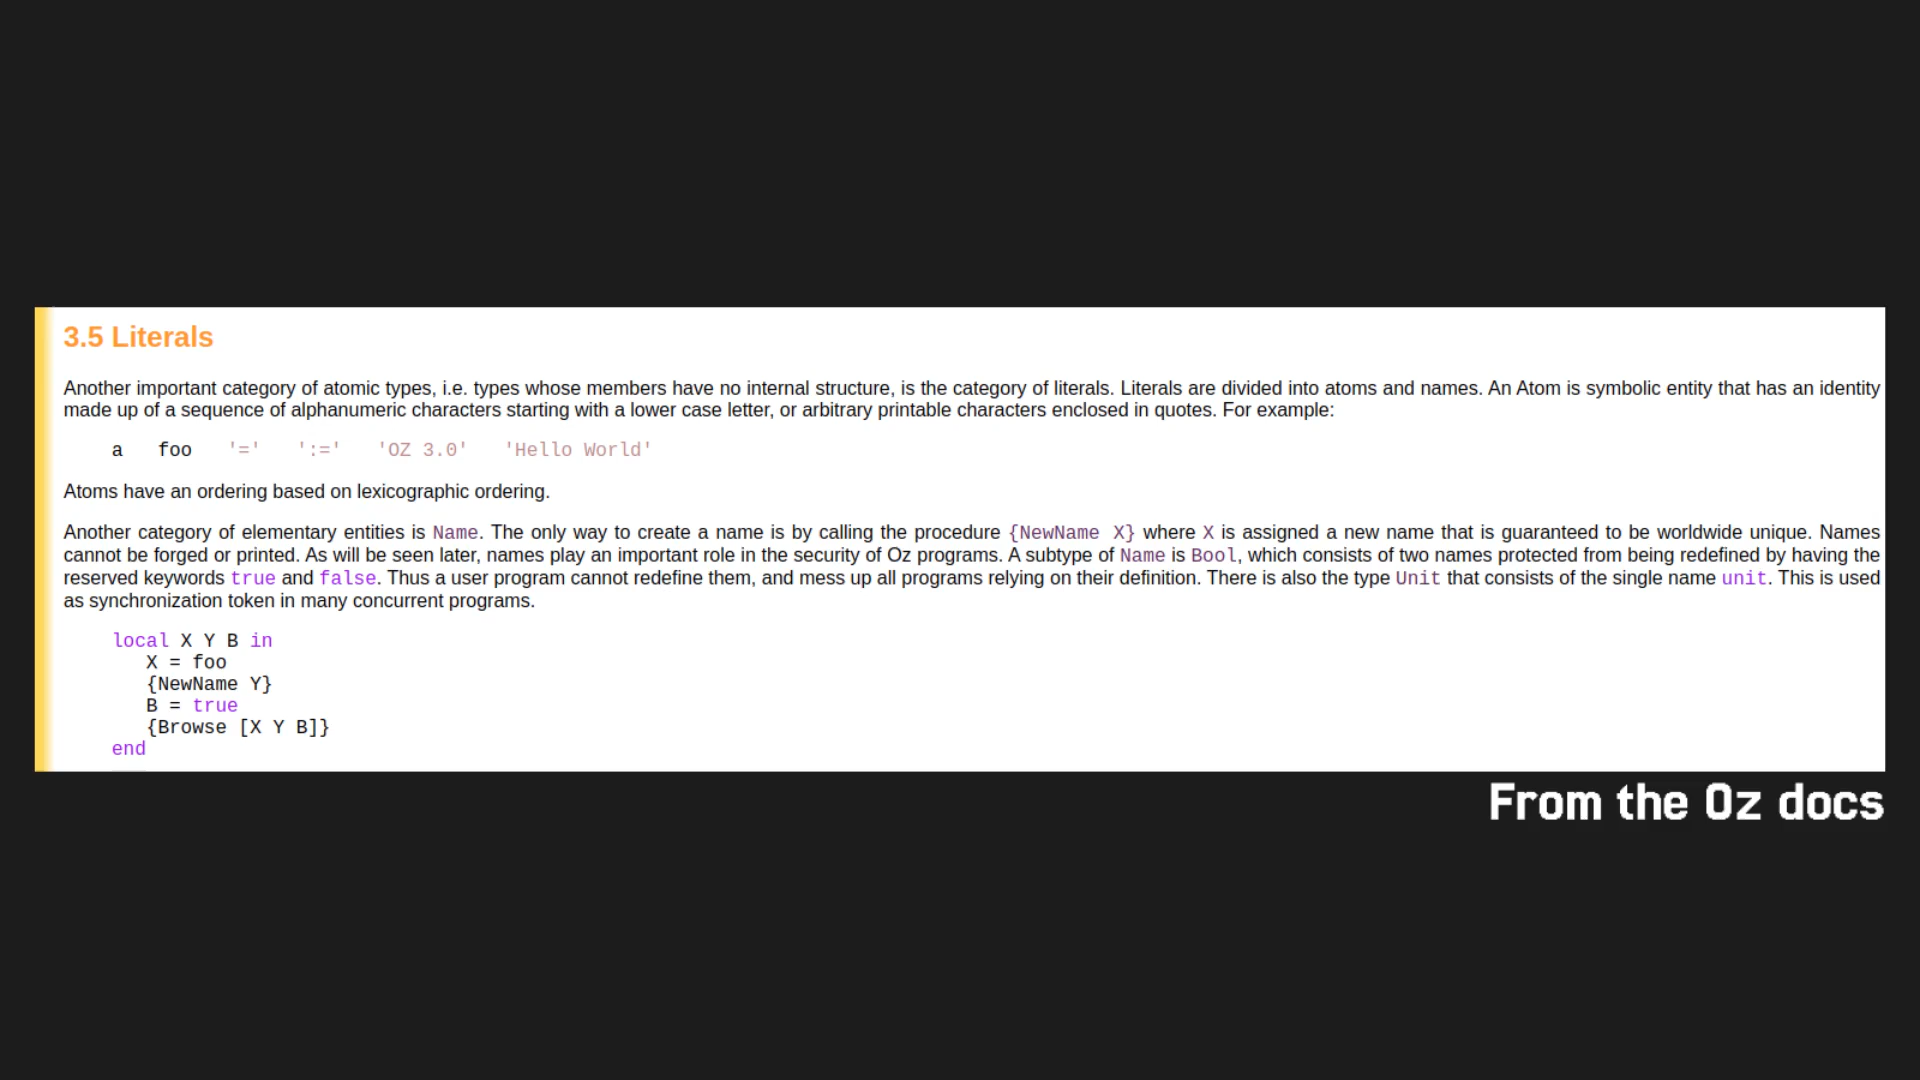 3.5 Literals
Another important category of atomic types, i.e. types whose members have no internal structure, is the category of literals. Literals are divided into atoms and names. An Atom is symbolic entity that has an identity
made up of a sequence of alphanumeric characters starting with a lower case letter, or arbitrary printable characters enclosed in quotes. For example:
a foo '=' ':=' 'OZ 3.0' 'Hello World'
Atoms have an ordering based on lexicographic ordering.
Another category of elementary entities is Name. The only way to create a name is by calling the procedure {NewName X} where X is assigned a new name that is guaranteed to be worldwide unique. Names
cannot be forged or printed. As will be seen later, names play an important role in the security of Oz programs. A subtype of Name is Bool, which consists of two names protected from being redefined by having the
reserved keywords true and false. Thus a user program cannot redefine them, and mess up all programs relying on their definition. There is also the type Unit that consists of the single name unit. This is used
as synchronization token in many concurrent programs.
local X Y B in
X = foo
{NewName Y}
B = true
{Browse [X Y B]}
end
From the Oz docs